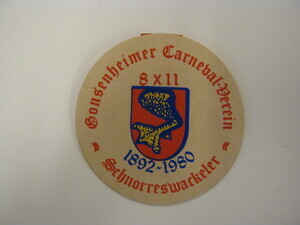 Gonsenheimer Carneval-Verein
8 x 11
1892-1980
Schnorreswackeler